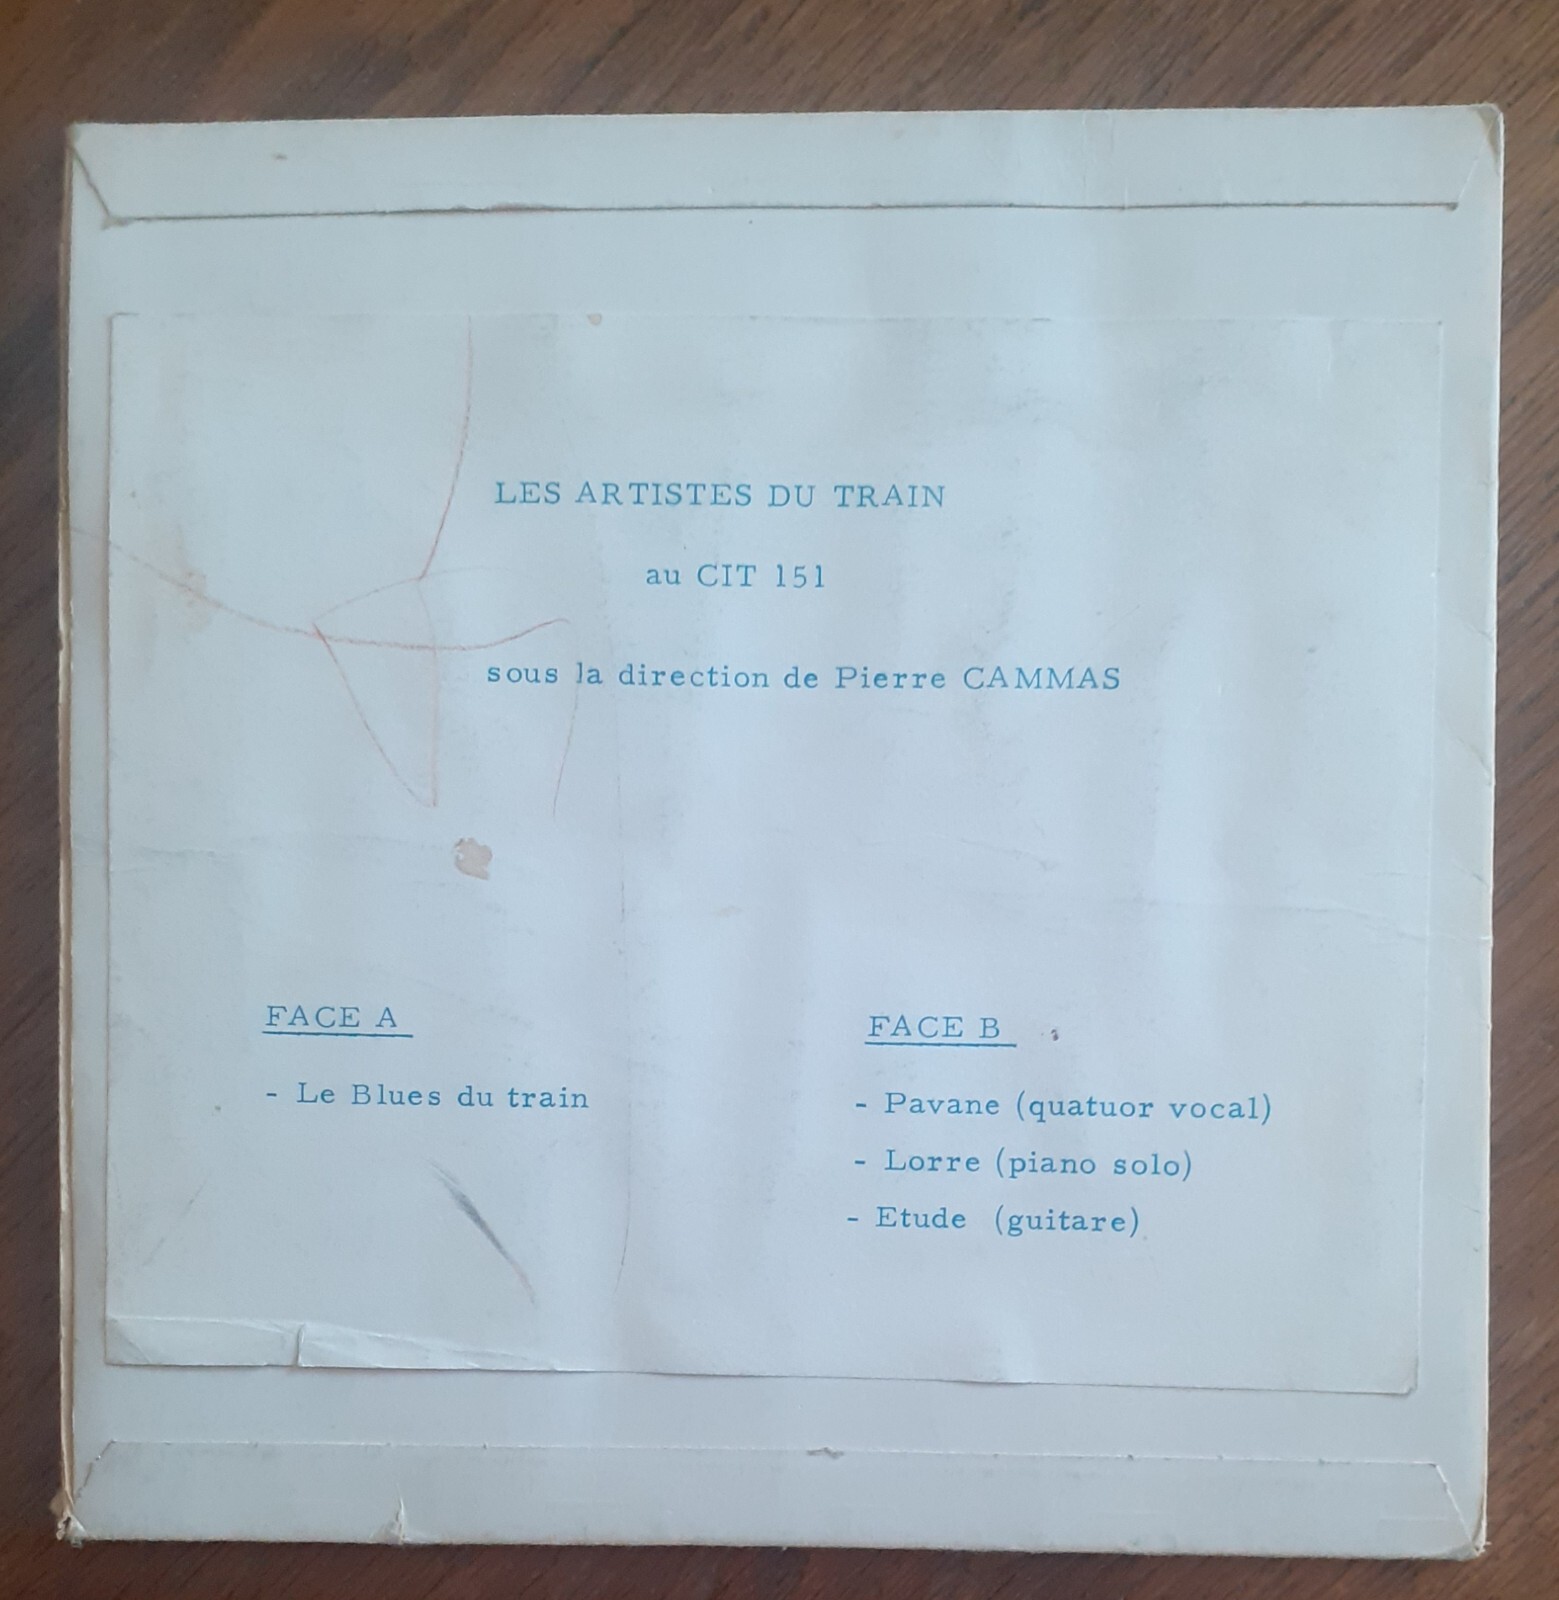 LES ARTISTES DU TRAIN
au CIT 151
sous la direction de Pierre CAMMAS
FACE A
- Le Blues du train
FACE B
- Pavane (quatuor vocal)
- Lorre (piano solo)
- Etude (guitare)